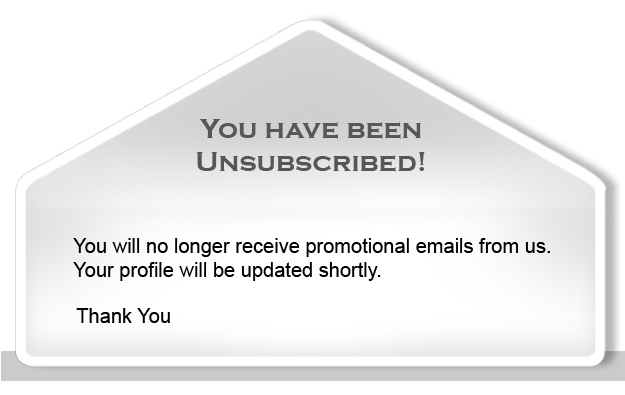 You have been
Unsubscribed!
You will no longer receive promotional emails from us.
Your profile will be updated shortly.
Thank You